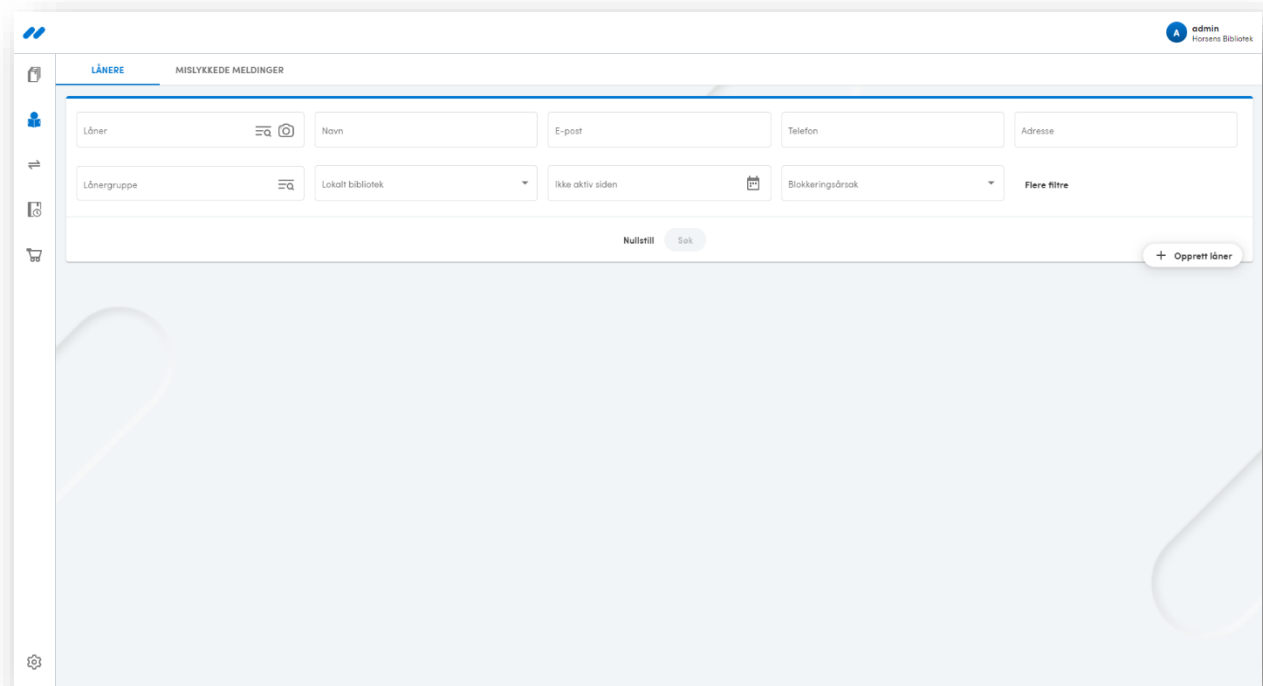 A
admin
Horsens Bibliotek
LÅNERE MISLYKKEDE MELDINGER
Låner Navn E-post Telefon Adresse
Lånergruppe Lokalt bibliotek Ikke aktiv siden Blokkeringsårsak Flere filtre
Nullstill Søk
+ Opprett låner